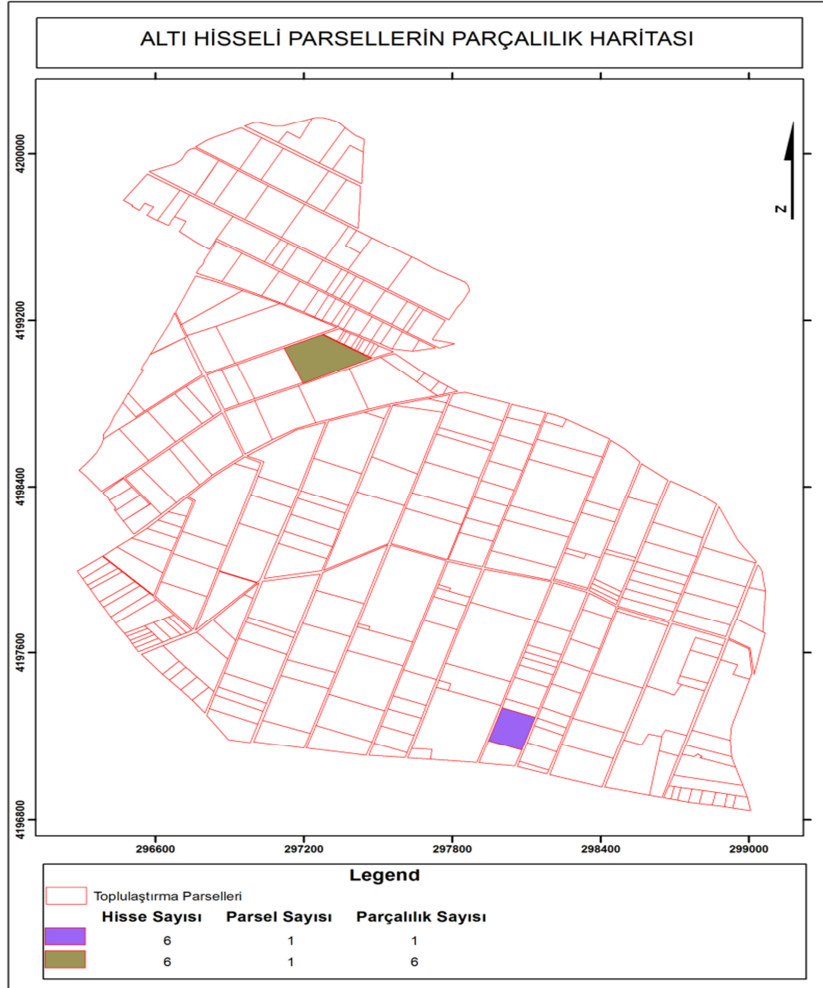 ALTI HİSSELİ PARSELLERİN PARÇALILIK HARİTASI
4200000
4199200
4198400
4197600
4196800
Z
296600 297200 297800 298400 299000
Legend
Toplulaştırma Parselleri
Hisse Sayısı Parsel Sayısı Parçalılık Sayısı
6 1 1
6 1 6